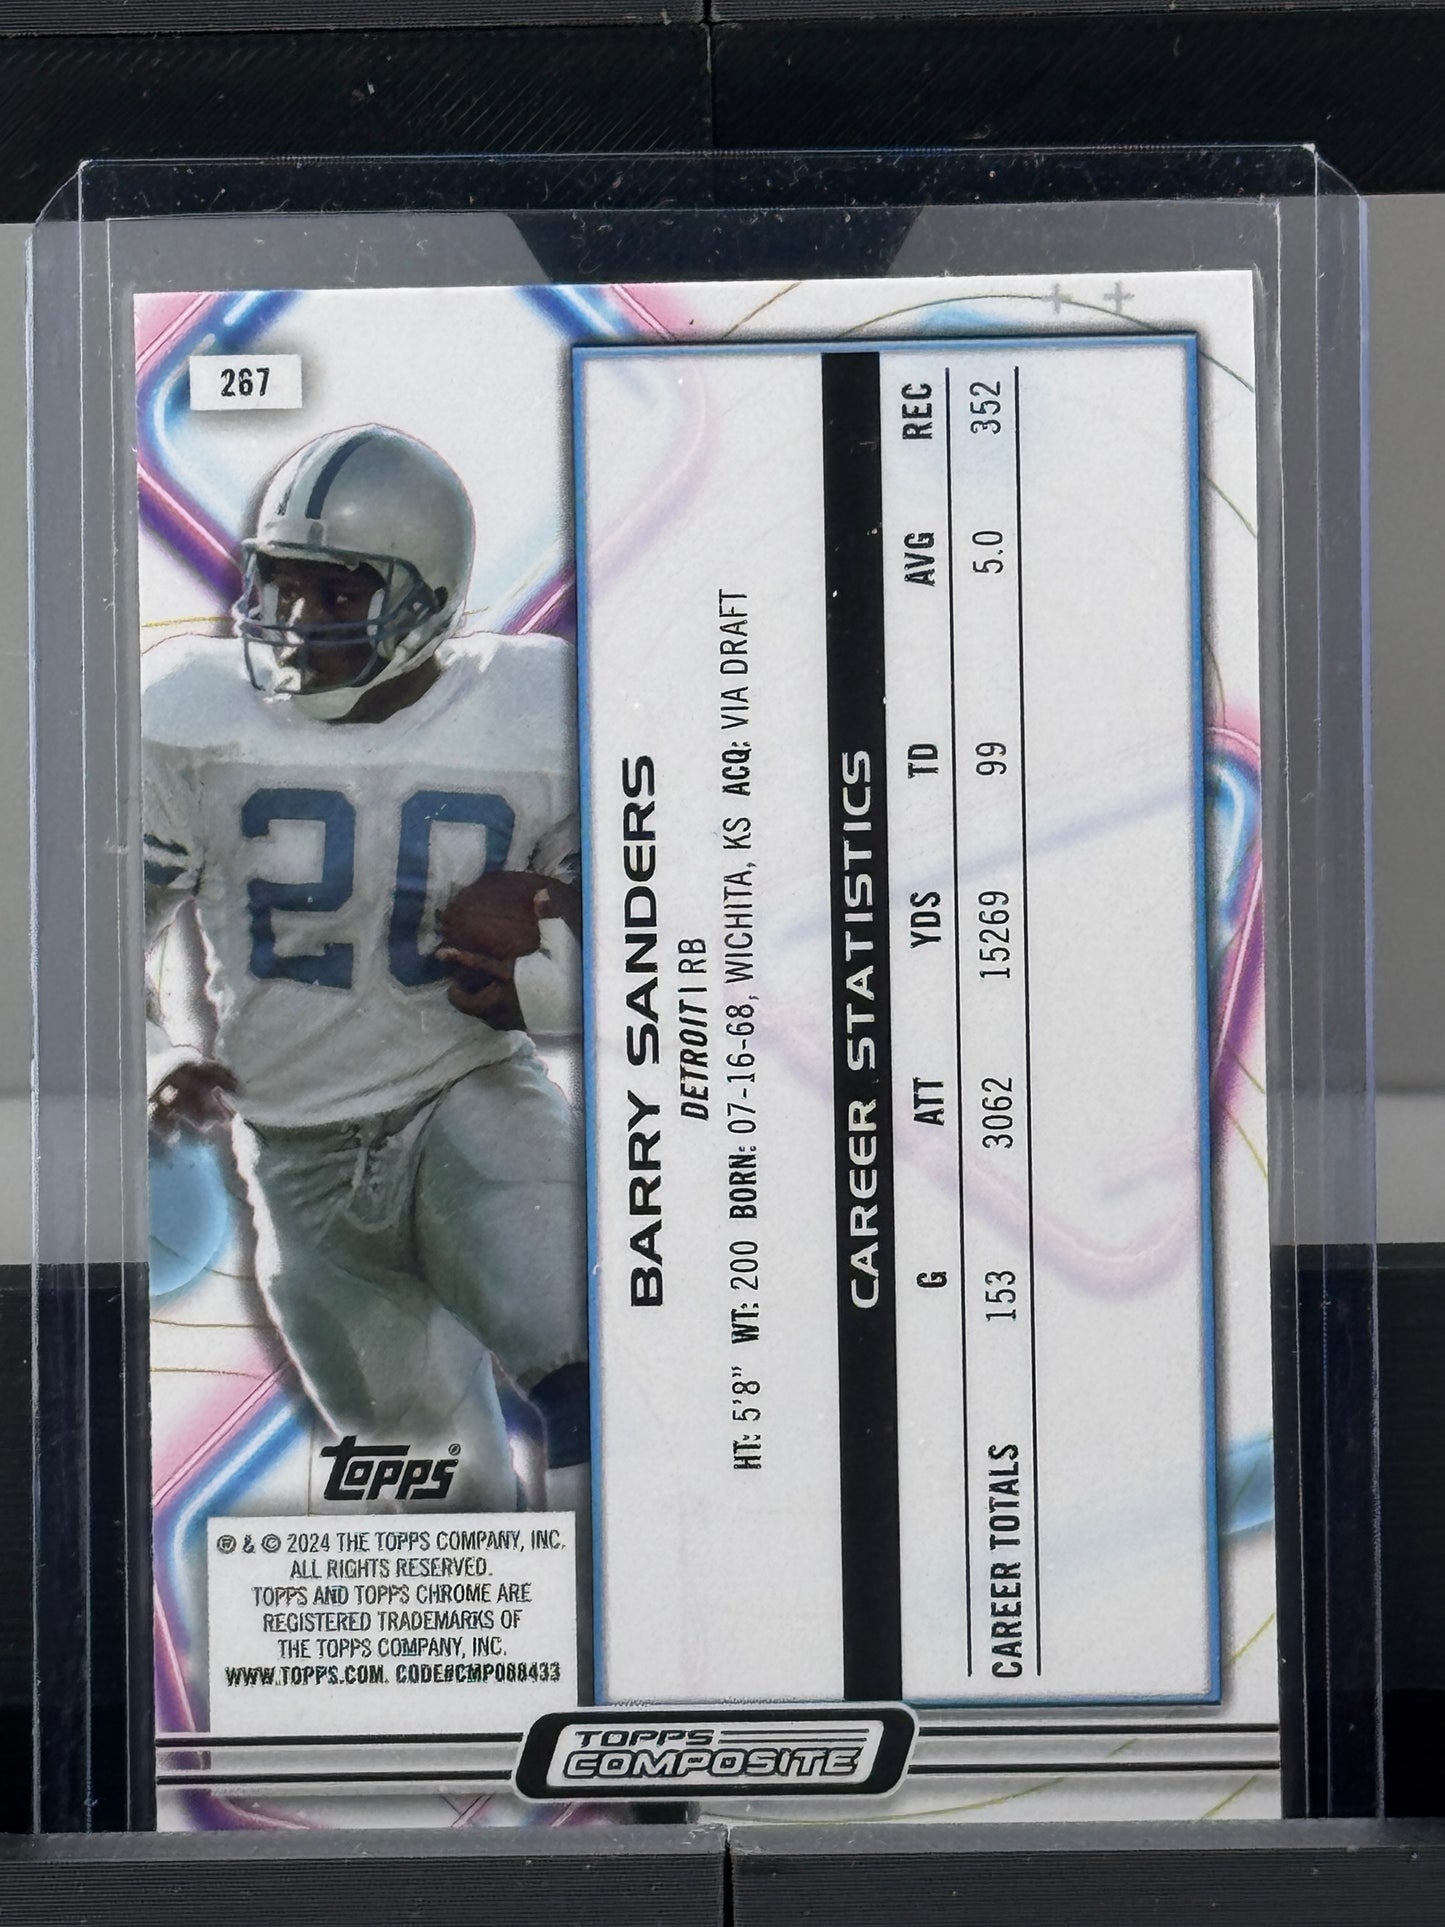 267
20
BARRY SANDERS
DETROIT | RB
HT: 5'8" WT: 200 BORN: 07-16-68, WICHITA, KS ACQ: VIA DRAFT
CAREER STATISTICS
G ATT YDS TD AVG REC
CAREER TOTALS 153 3062 15269 99 5.0 352
topps®
® & © 2024 THE TOPPS COMPANY, INC.
ALL RIGHTS RESERVED.
TOPPS AND TOPPS CHROME ARE
REGISTERED TRADEMARKS OF
THE TOPPS COMPANY, INC.
WWW.TOPPS.COM. CODE#CMP088433
TOPPS
COMPOSITE